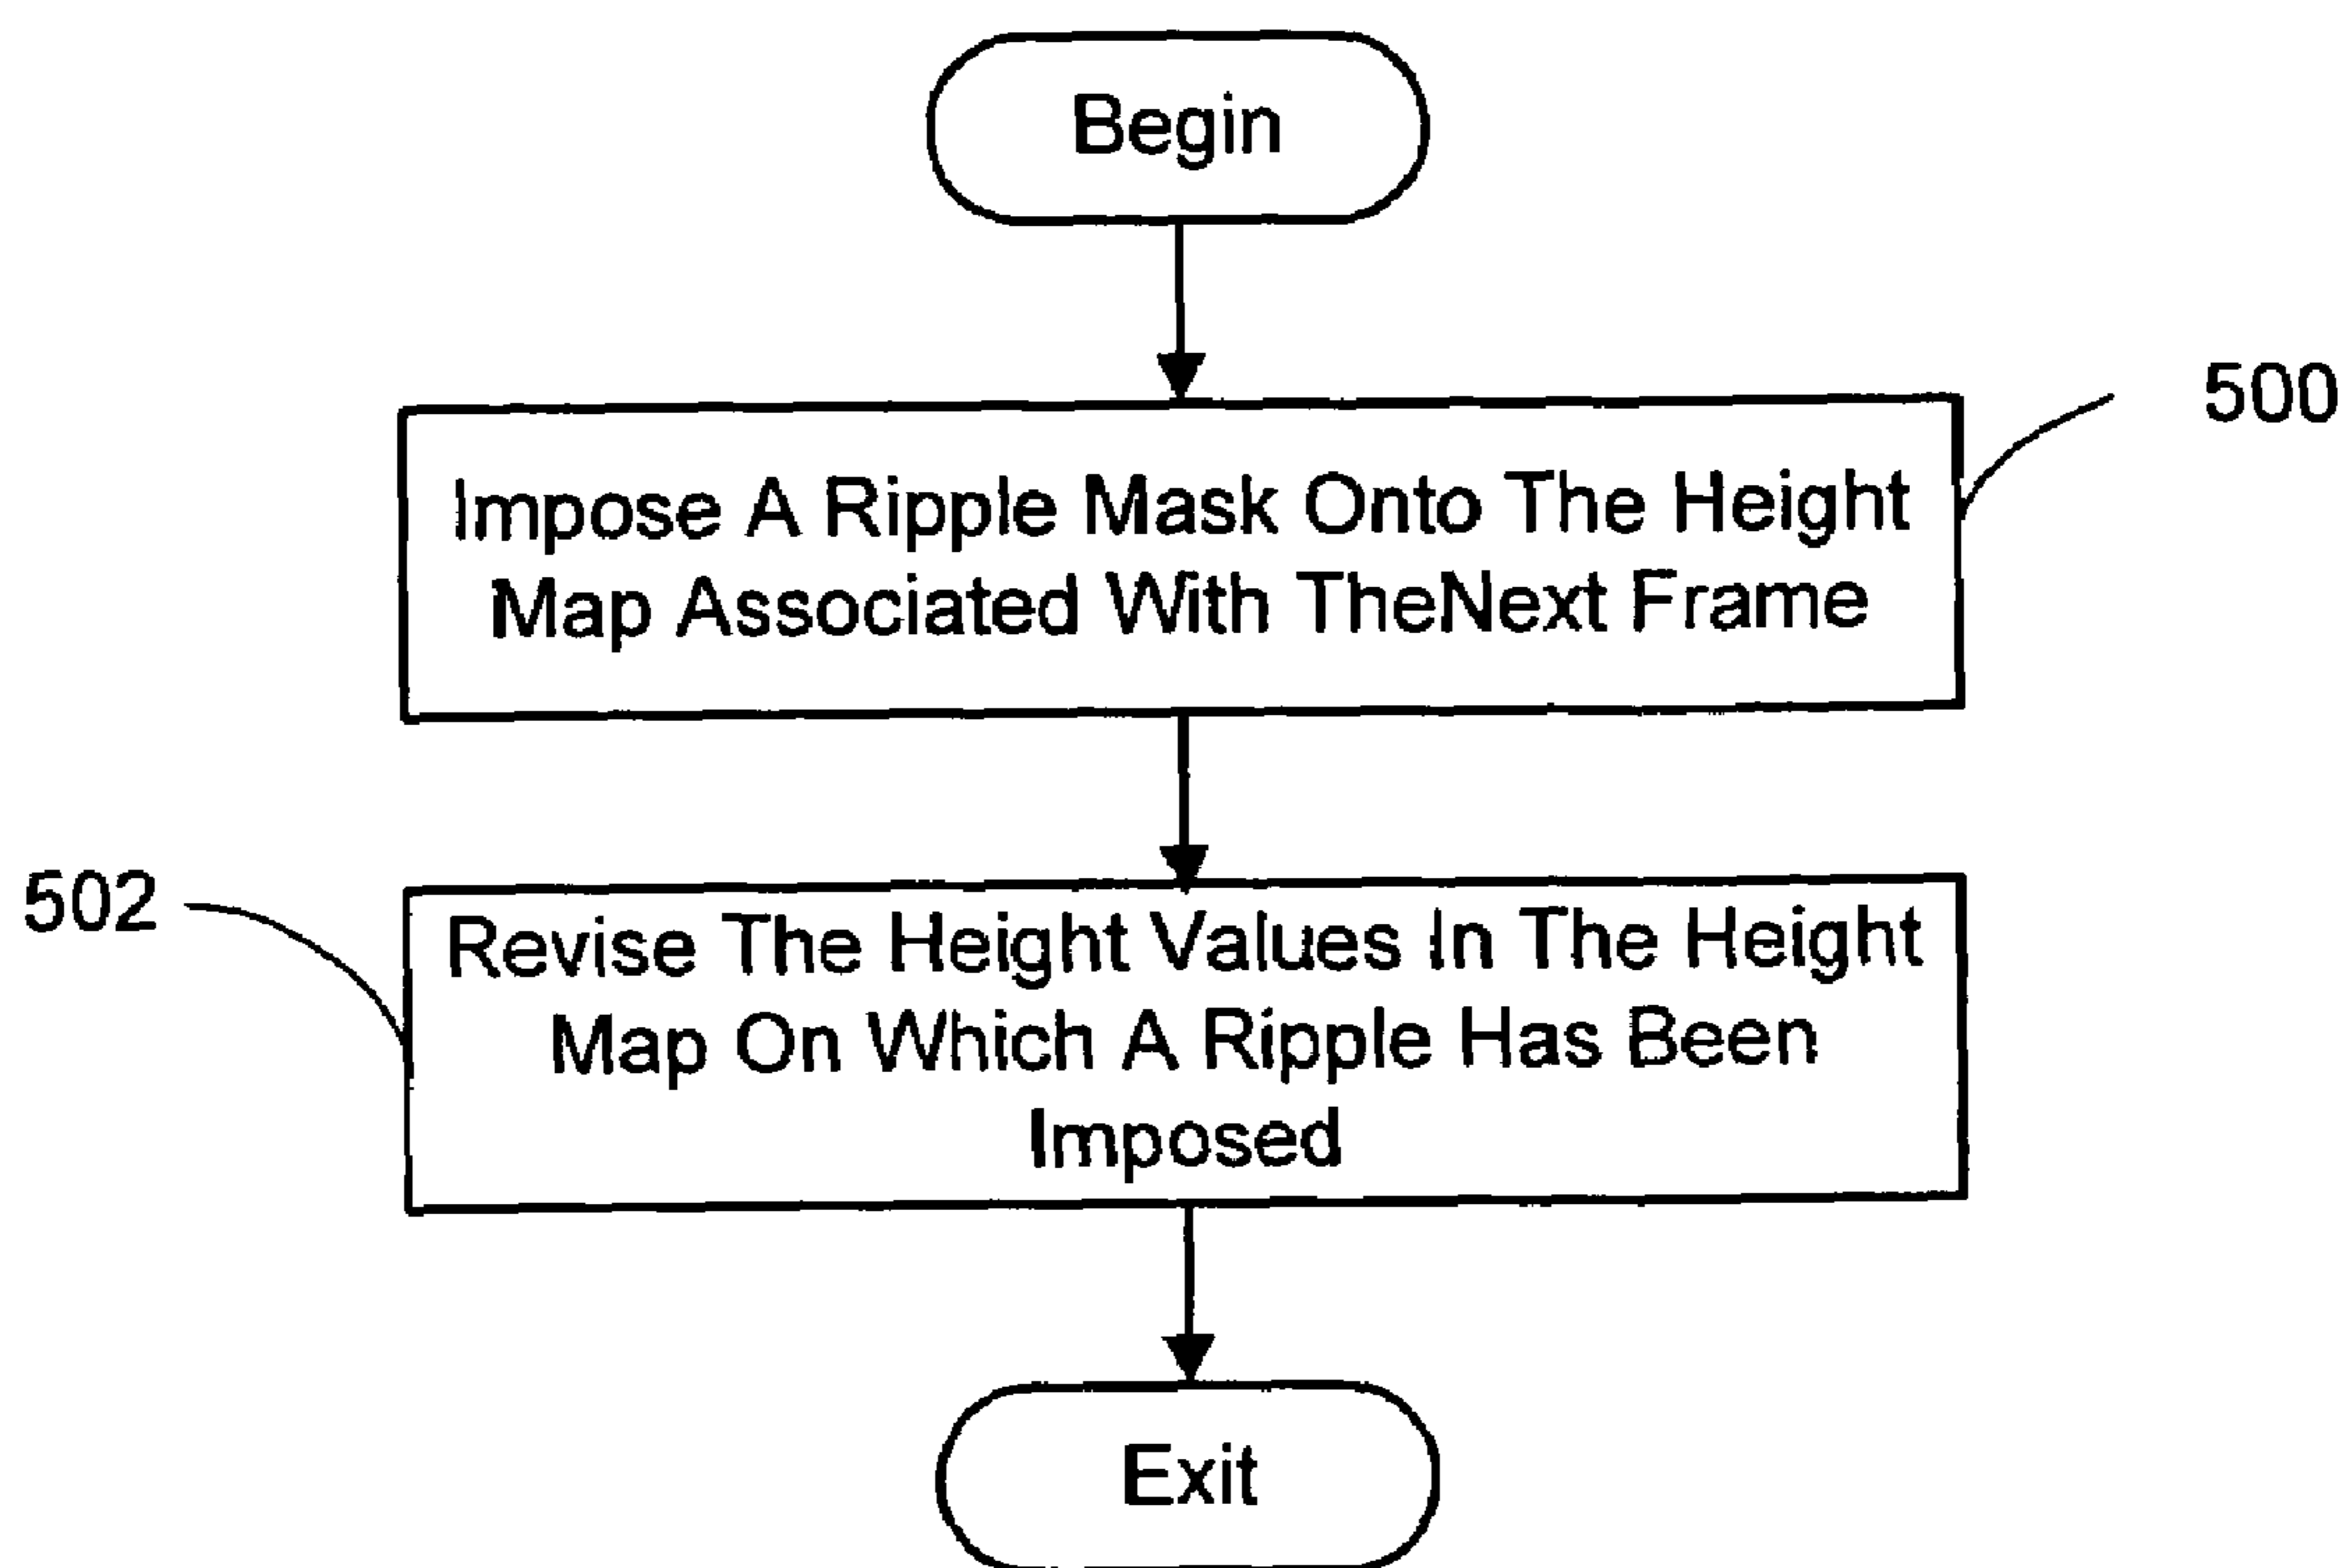 Begin
500
Impose A Ripple Mask Onto The Height
Map Associated With TheNext Frame
502
Revise The Height Values In The Height
Map On Which A Ripple Has Been
Imposed
Exit